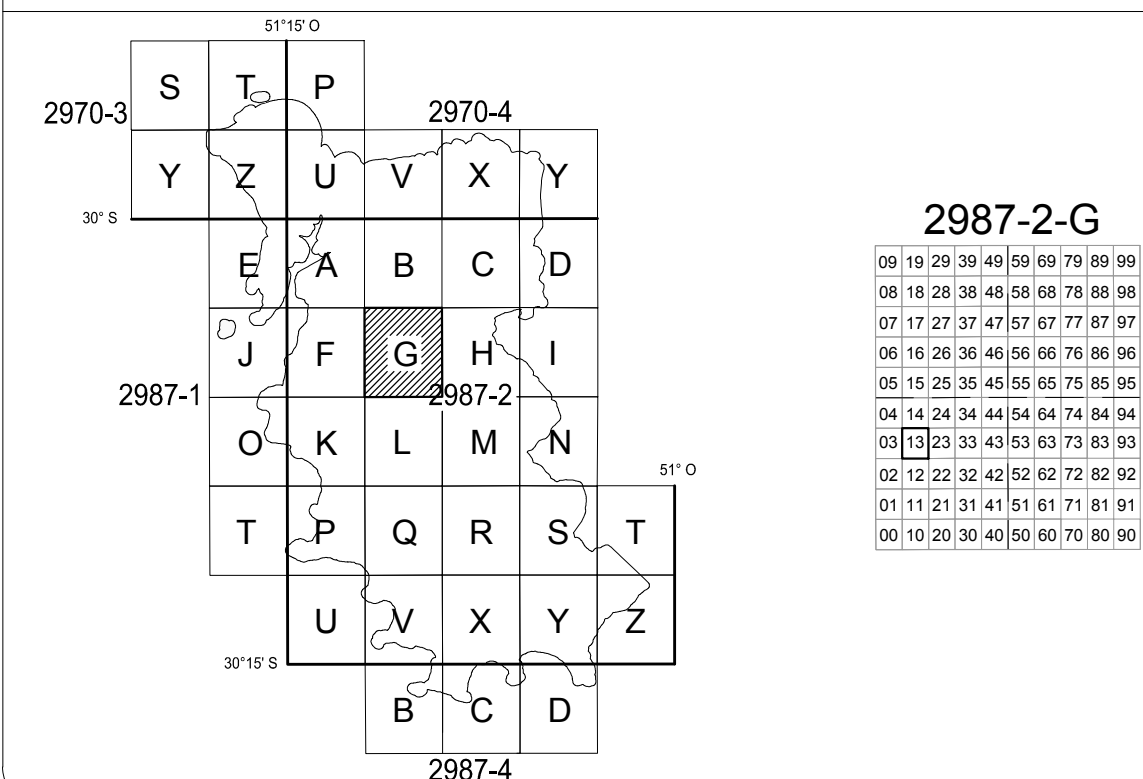 51°15' O
S T P
2970-3
2970-4
Y Z U V X Y
30° S
E A B C D
J F G H I
2987-1
2987-2
O K L M N
51° O
T P Q R S T
U V X Y Z
30°15' S
B C D
2987-4
2987-2-G
09 19 29 39 49 59 69 79 89 99
08 18 28 38 48 58 68 78 88 98
07 17 27 37 47 57 67 77 87 97
06 16 26 36 46 56 66 76 86 96
05 15 25 35 45 55 65 75 85 95
04 14 24 34 44 54 64 74 84 94
03 13 23 33 43 53 63 73 83 93
02 12 22 32 42 52 62 72 82 92
01 11 21 31 41 51 61 71 81 91
00 10 20 30 40 50 60 70 80 90